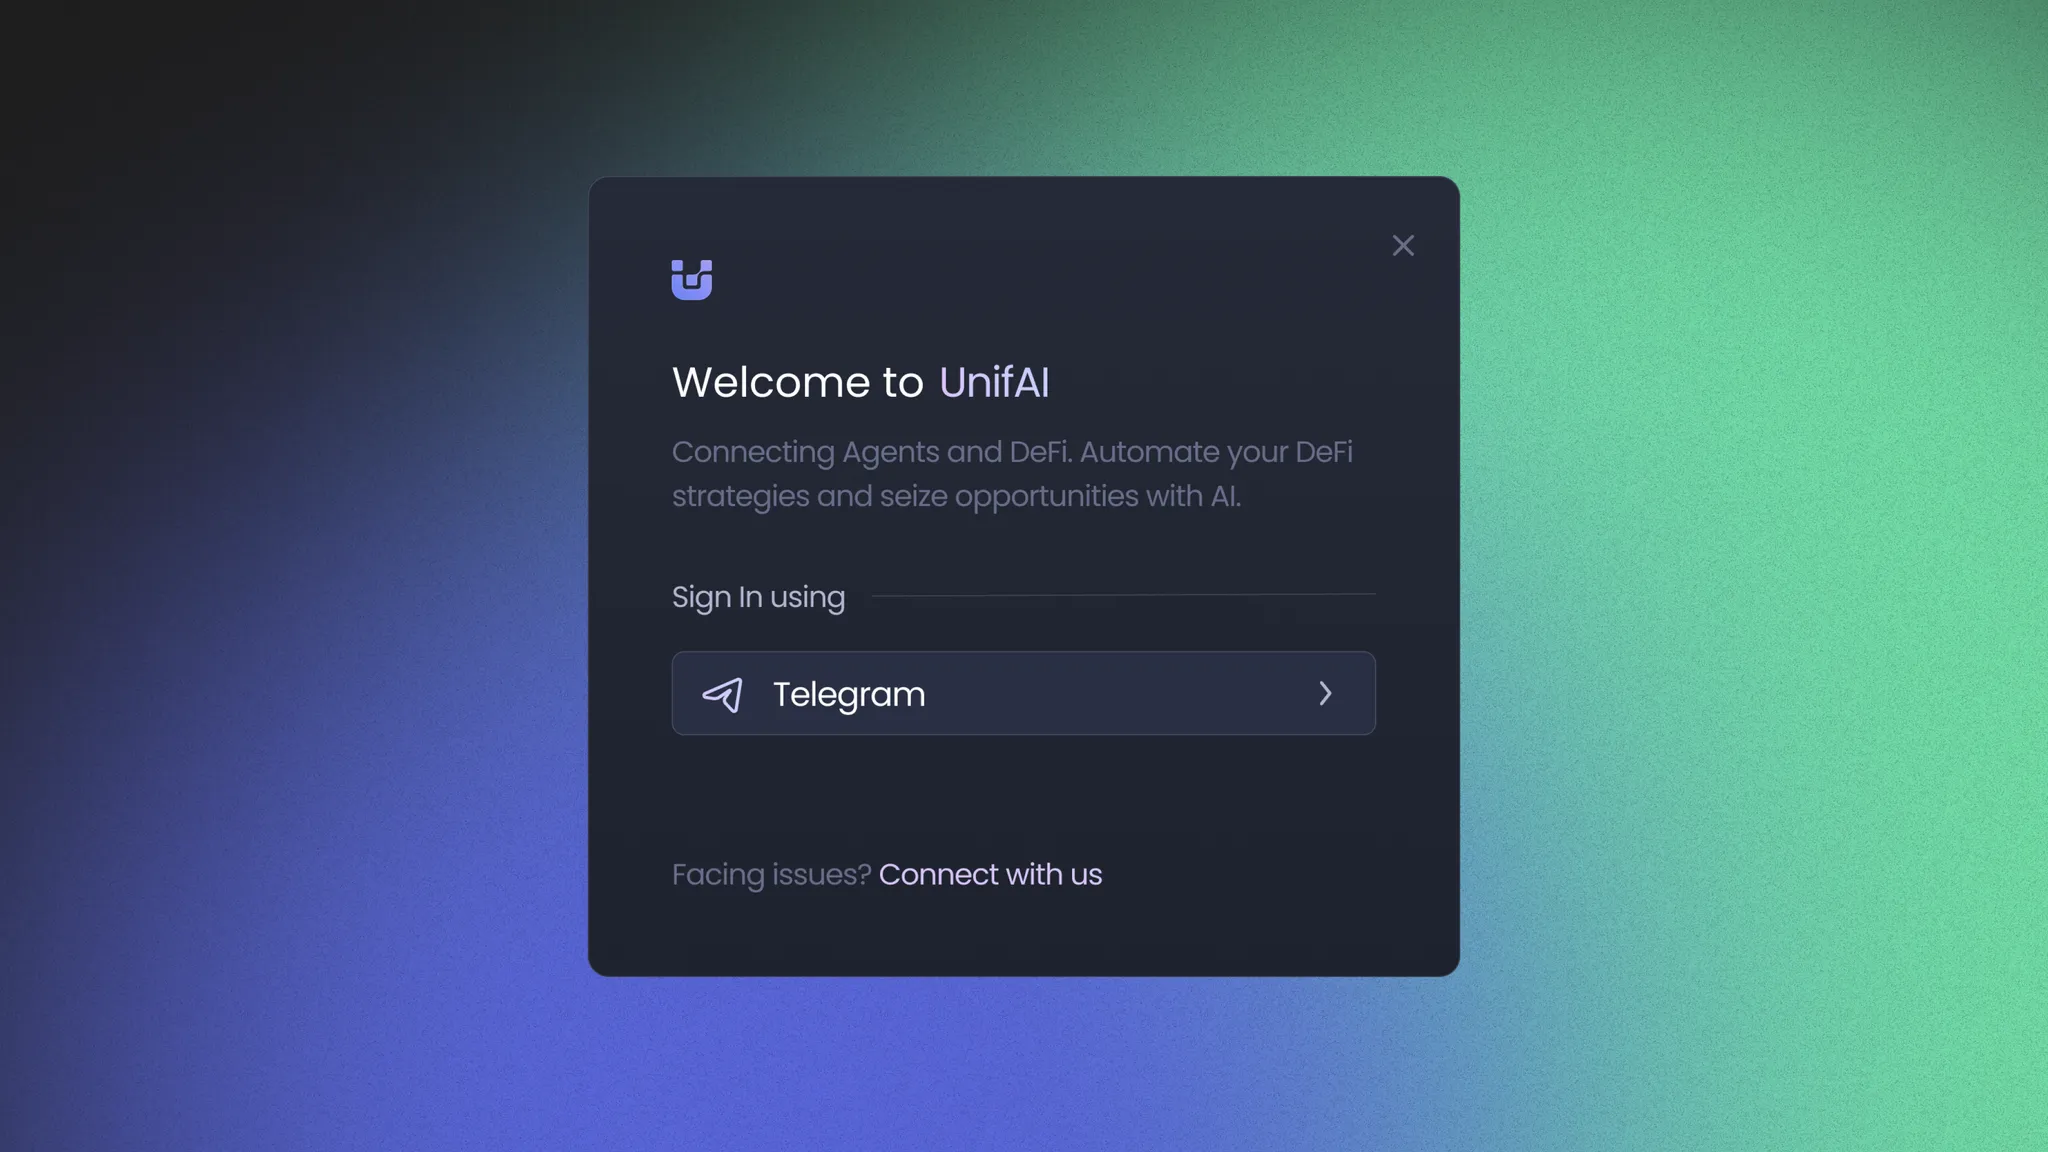 Welcome to UnifAI
Connecting Agents and DeFi. Automate your DeFi
strategies and seize opportunities with AI.
Sign In using
Telegram
Facing issues? Connect with us